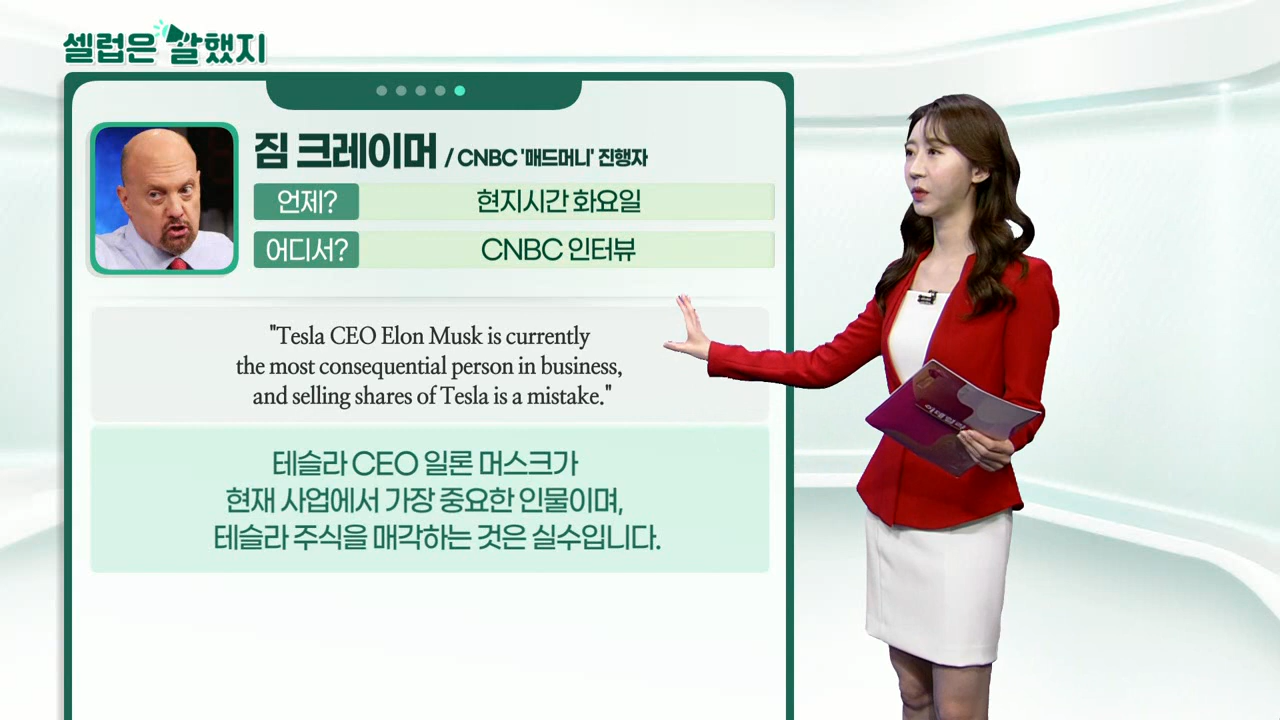 셀럽은 말했지
짐 크레이머 / CNBC '매드머니' 진행자
언제? 현지시간 화요일
어디서? CNBC 인터뷰
"Tesla CEO Elon Musk is currently
the most consequential person in business,
and selling shares of Tesla is a mistake."
테슬라 CEO 일론 머스크가
현재 사업에서 가장 중요한 인물이며,
테슬라 주식을 매각하는 것은 실수입니다.